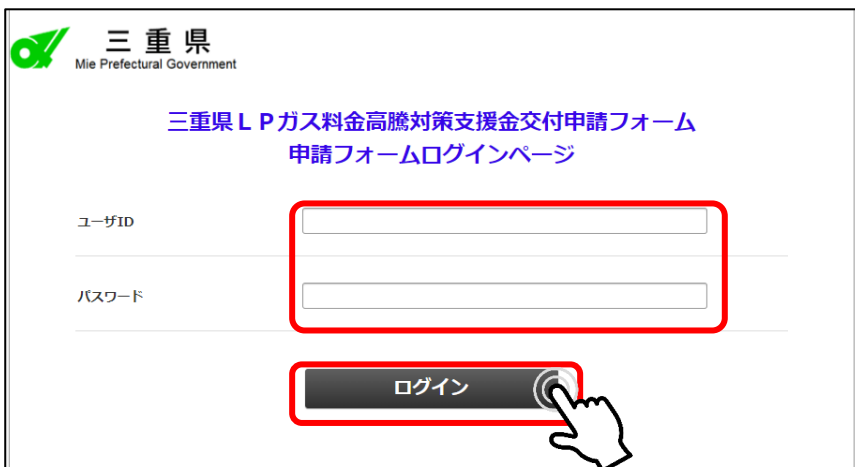 三重県
Mie Prefectural Government
三重県ＬＰガス料金高騰対策支援金交付申請フォーム
申請フォームログインページ
ユーザID
パスワード
ログイン